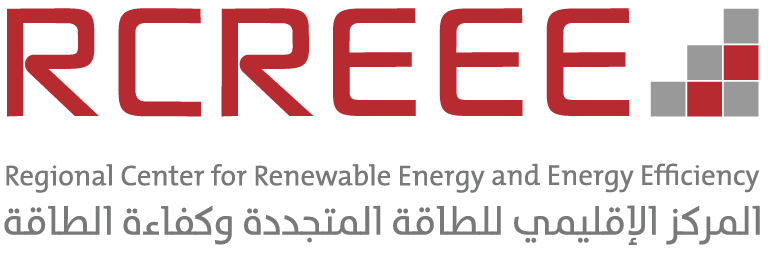 RCREEE
Regional Center for Renewable Energy and Energy Efficiency
المركز الإقليمي للطاقة المتجددة وكفاءة الطاقة